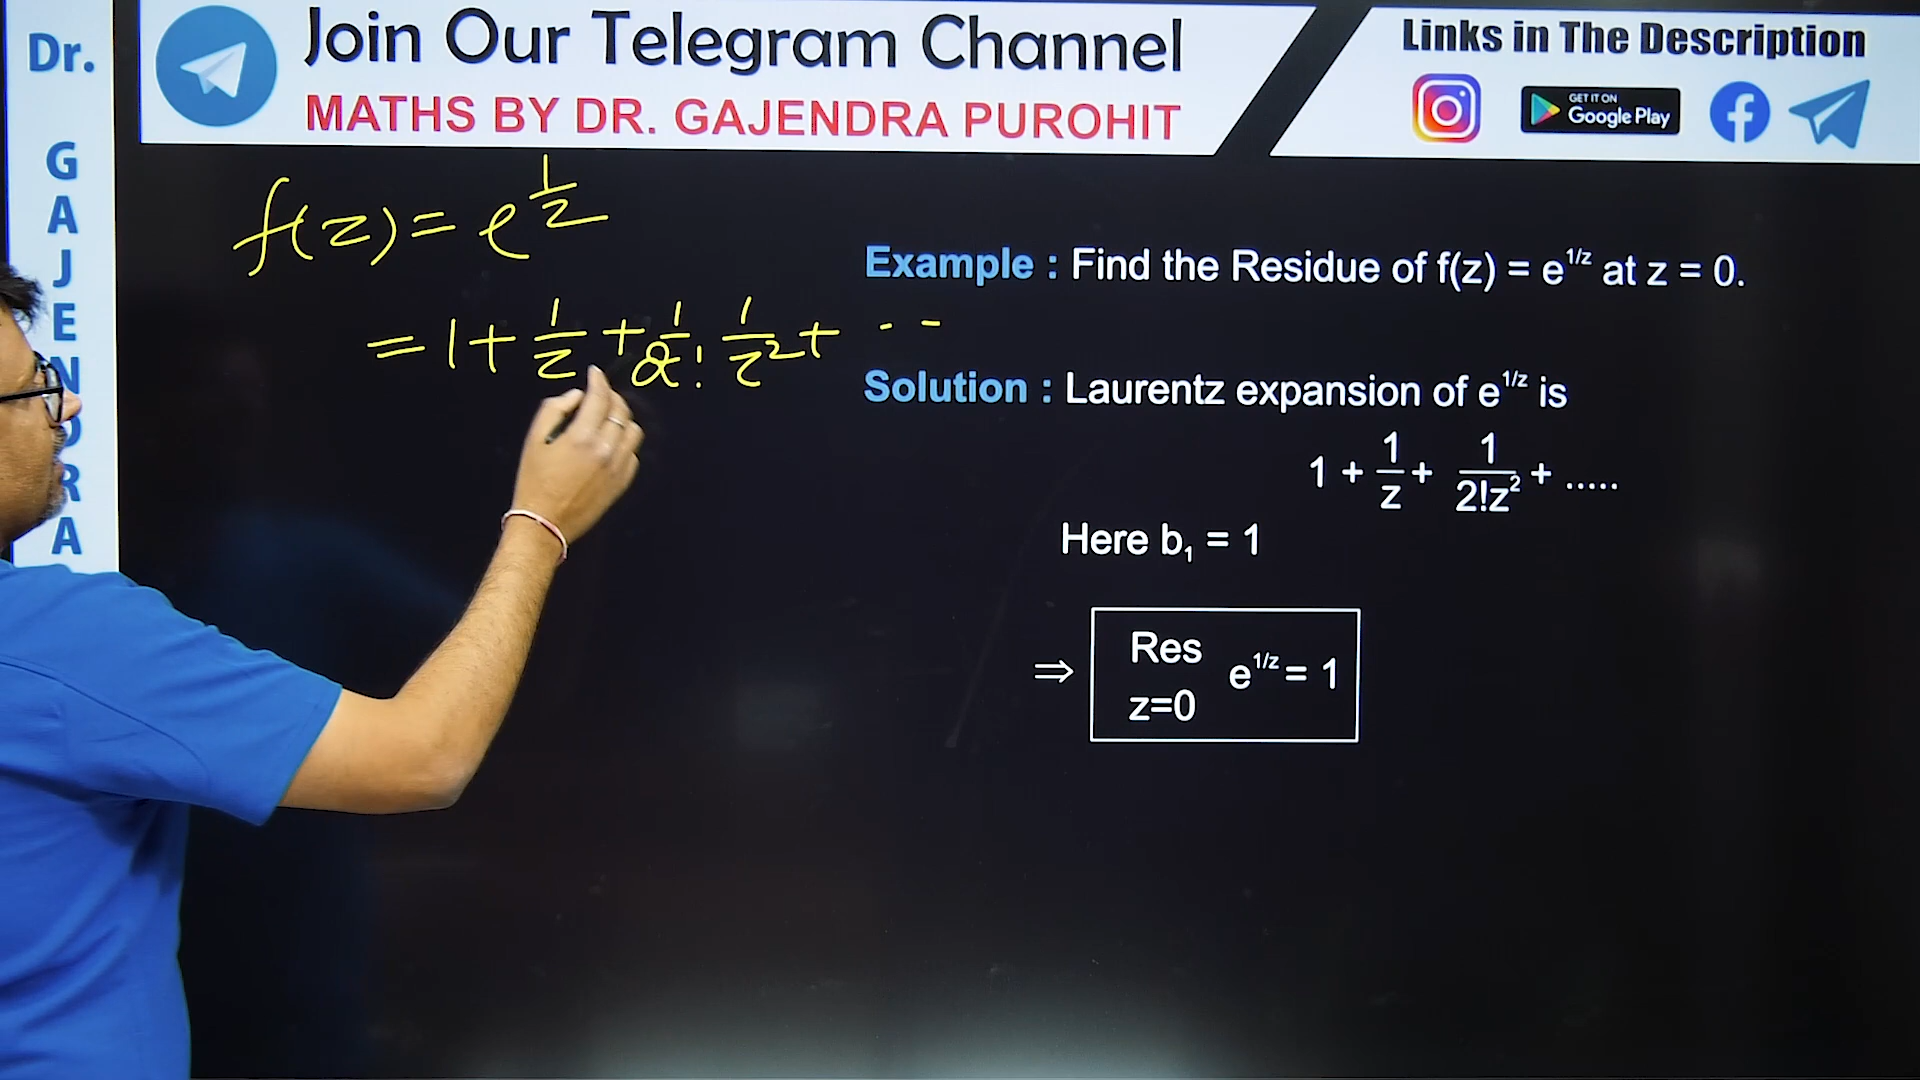 Join Our Telegram Channel
MATHS BY DR. GAJENDRA PUROHIT
Links in The Description
GET IT ON
Google Play
Dr.
G
A
J
E
N
D
R
A
f(z) = e^{1/z}
= 1 + 1/z + 1/2! 1/z² + - -
Example : Find the Residue of f(z) = e^{1/z} at z = 0.
Solution : Laurentz expansion of e^{1/z} is
1 + 1/z + 1/2!z² + .....
Here b₁ = 1
⇒ Res z=0 e^{1/z} = 1